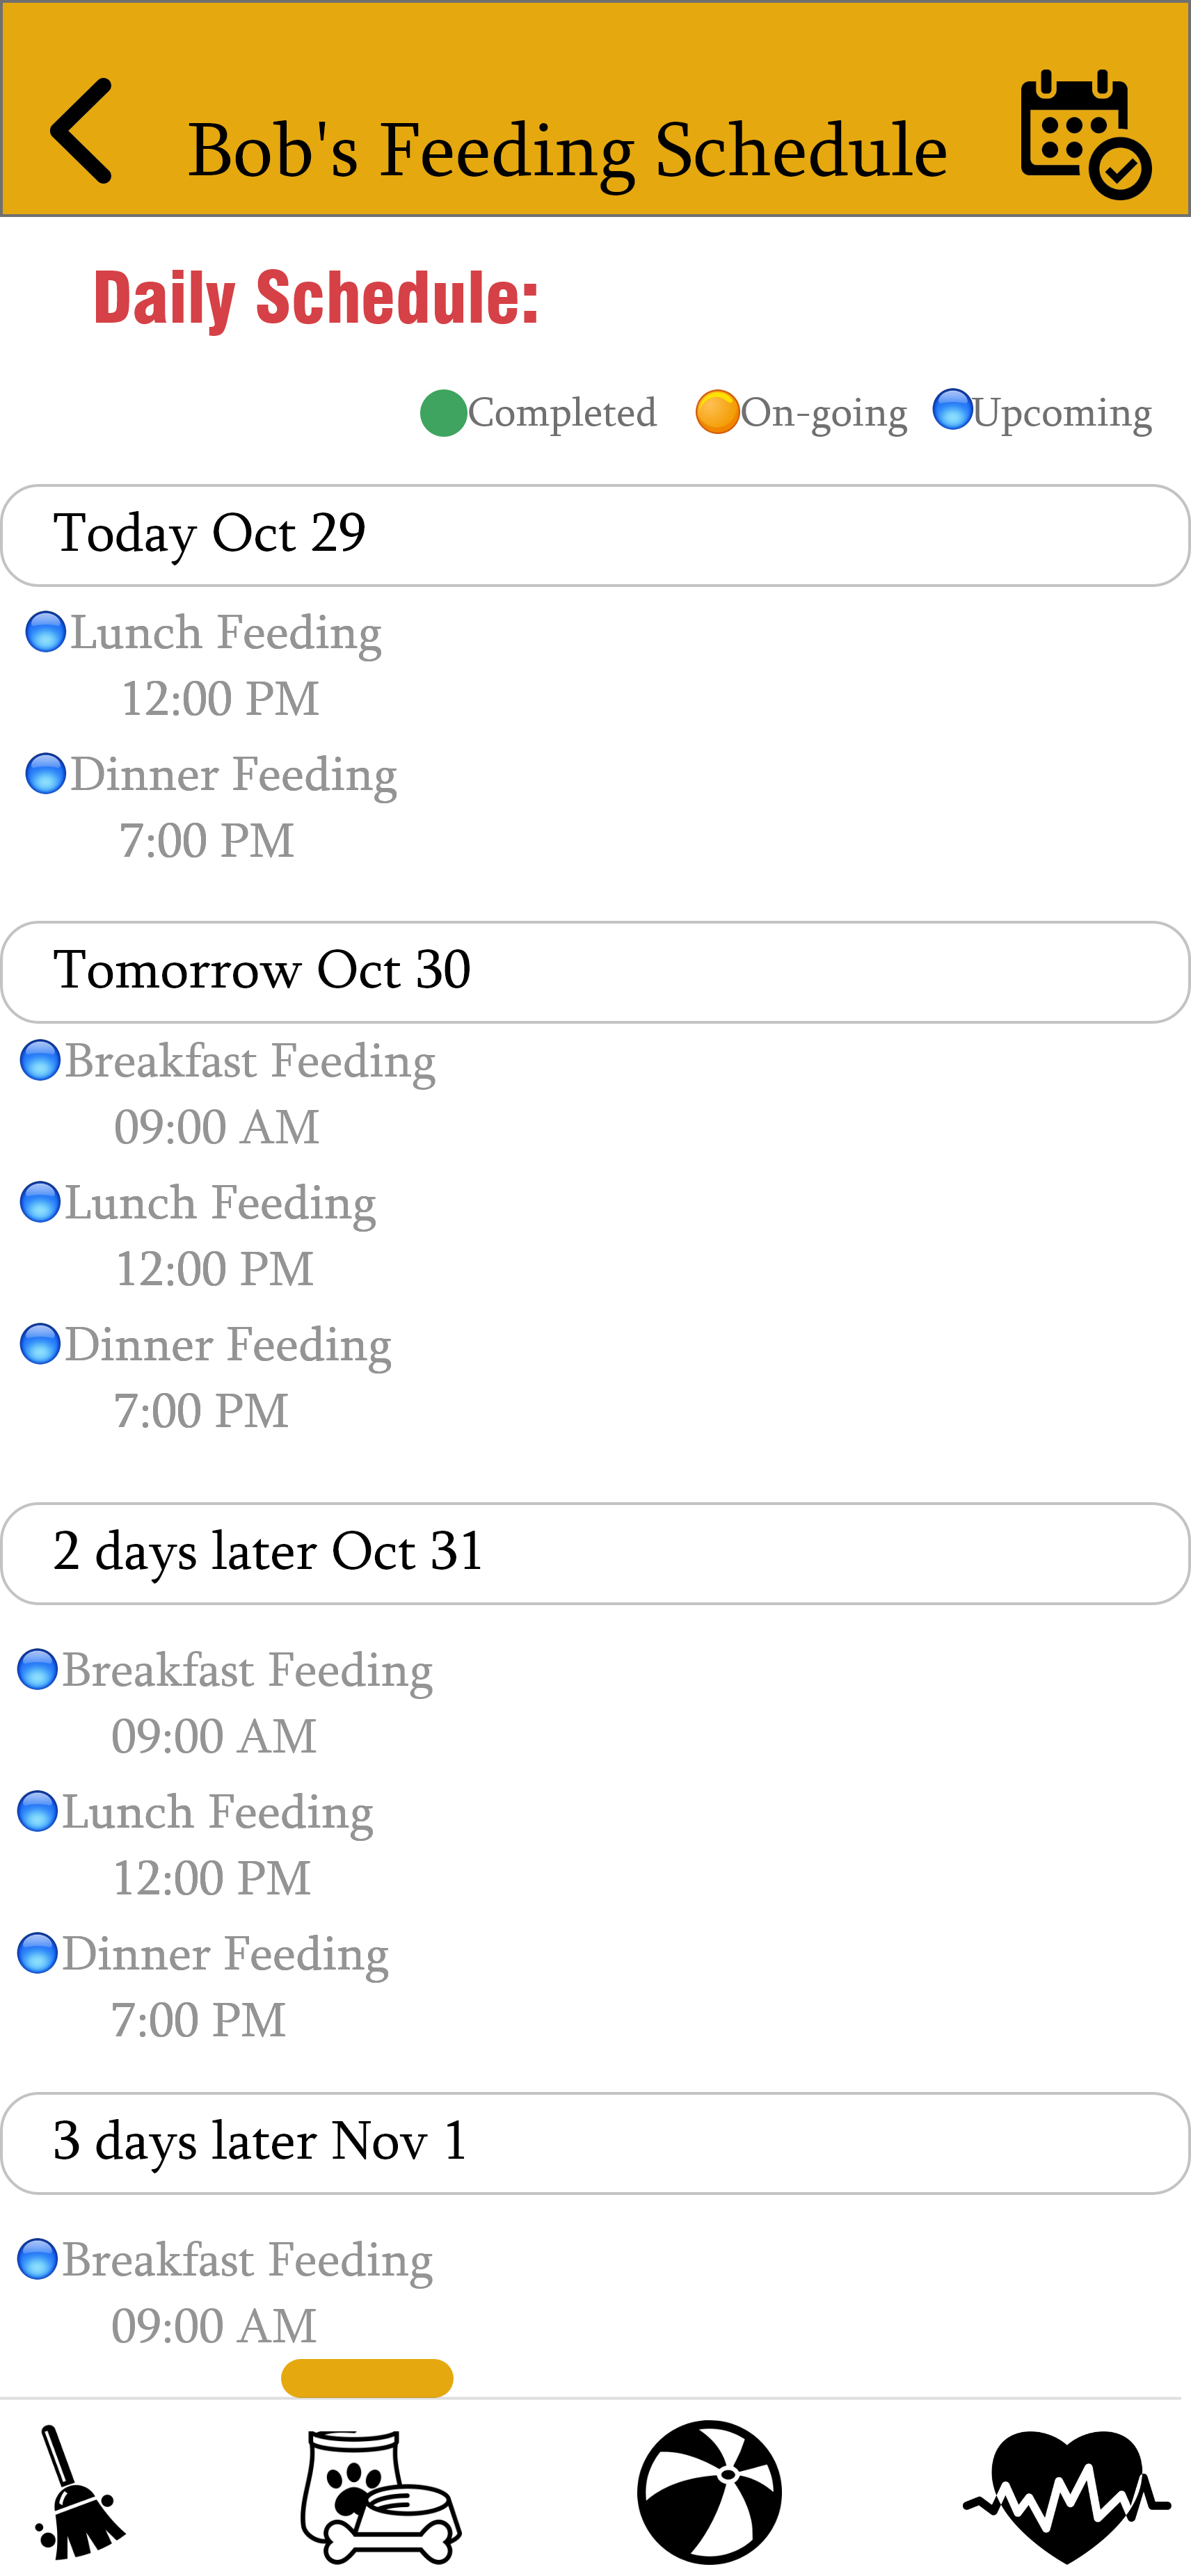 Bob's Feeding Schedule
Daily Schedule:
Completed On-going Upcoming
Today Oct 29
Lunch Feeding
12:00 PM
Dinner Feeding
7:00 PM
Tomorrow Oct 30
Breakfast Feeding
09:00 AM
Lunch Feeding
12:00 PM
Dinner Feeding
7:00 PM
2 days later Oct 31
Breakfast Feeding
09:00 AM
Lunch Feeding
12:00 PM
Dinner Feeding
7:00 PM
3 days later Nov 1
Breakfast Feeding
09:00 AM